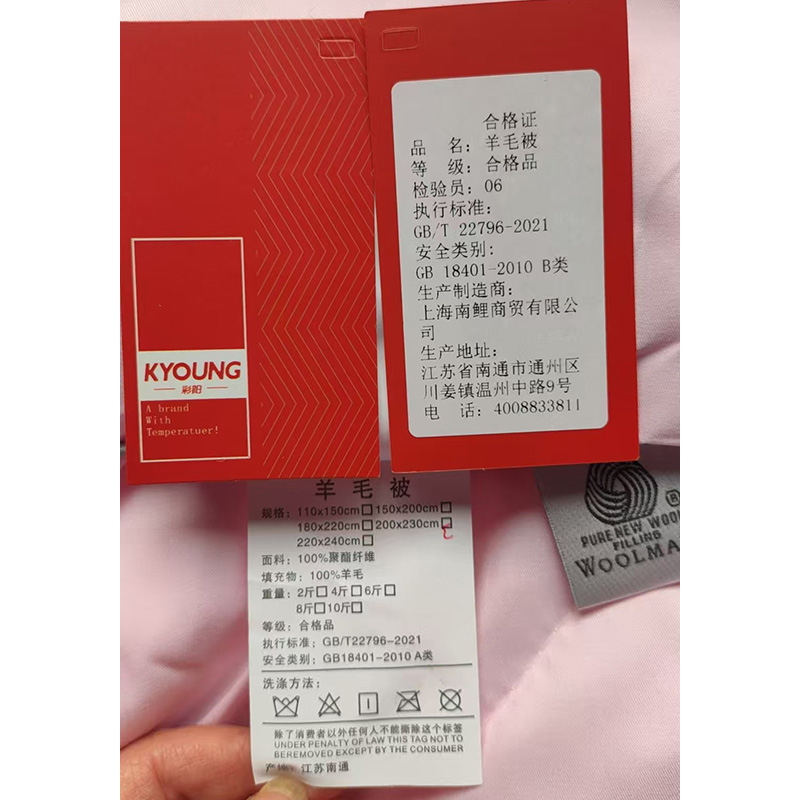 KYOUNG
彩阳
A brand
With
Temperatuer!
合格证
品 名：羊毛被
等 级：合格品
检验员：06
执行标准：
GB/T 22796-2021
安全类别：
GB 18401-2010 B类
生产制造商：
上海南鲤商贸有限公
司
生产地址：
江苏省南通市通州区
川姜镇温州中路9号
电 话：4008833811
羊毛被
规格：110x150cm□ 150x200cm□
180x220cm□ 200x230cm□
220x240cm□
面料：100%聚酯纤维
填充物：100%羊毛
重量：2斤□ 4斤□ 6斤□
8斤□ 10斤□
等级：合格品
执行标准：GB/T22796-2021
安全类别：GB18401-2010 A类
洗涤方法：
除了消费者以外任何人不能撕除这个标签
UNDER PENALTY OF LAW THIS TAG NOT TO
BEREMOVED EXCEPT BY THE CONSUMER
产地：江苏南通
®
PURE NEW WOOL
FILLING
WOOLMA